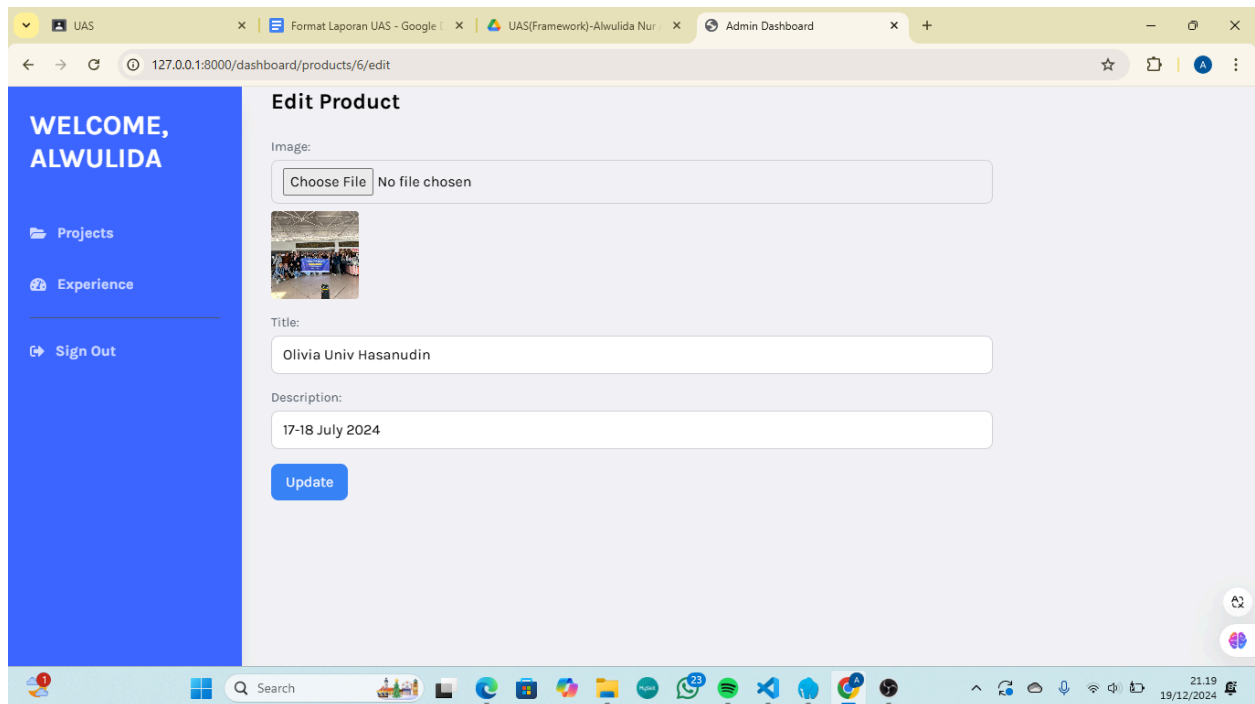 UAS
Format Laporan UAS - Google
UAS(Framework)-Alwulida Nur
Admin Dashboard
127.0.0.1:8000/dashboard/products/6/edit
A
WELCOME,
ALWULIDA
Projects
Experience
Sign Out
Edit Product
Image:
Choose File No file chosen
Title:
Olivia Univ Hasanudin
Description:
17-18 July 2024
Update
1
Search
23
21.19
19/12/2024